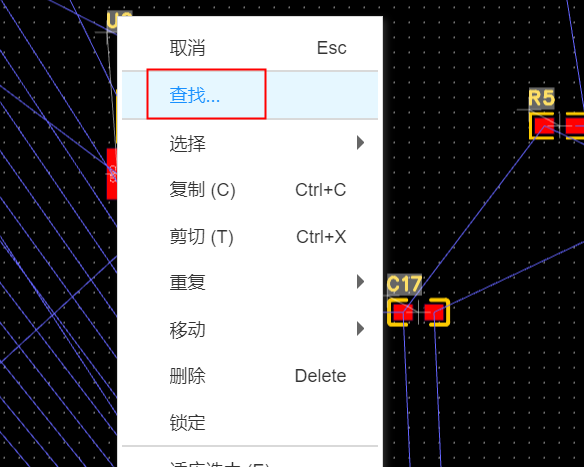 取消 Esc
查找...
R5
选择
复制 (C) Ctrl+C
剪切 (T) Ctrl+X
重复
C17
移动
删除 Delete
锁定